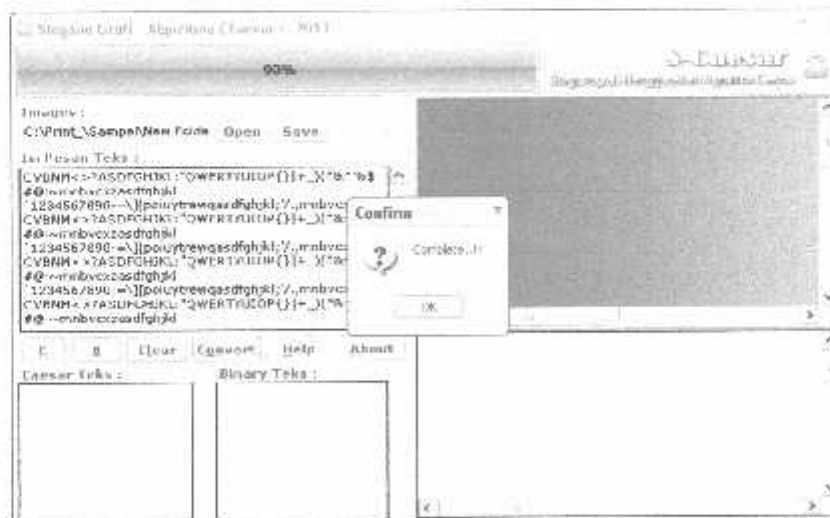 90%
S-Caesar
Images :
C:\Print_\Sampel\New Folde Open Save
Isi Pesan Teks :
CVBNM<>?ASDFGHJKL:"QWERTYUIOP{}|+_)(*&^%$
#@~mnbvcxzasdfghjkl
`1234567890-=\][poiuytrewqasdfghjkl;'/.,mnbvcx
CVBNM<>?ASDFGHJKL:"QWERTYUIOP{}|+_)(*&
#@~mnbvcxzasdfghjkl
`1234567890-=\][poiuytrewqasdfghjkl;'/.,mnbvcx
CVBNM<>?ASDFGHJKL:"QWERTYUIOP{}|+_)(*&
#@~mnbvcxzasdfghjkl
`1234567890-=\][poiuytrewqasdfghjkl;'/.,mnbvcx
CVBNM<>?ASDFGHJKL:"QWERTYUIOP{}|+_)(*&
#@~mnbvcxzasdfghjkl
Confirm
Complete..!!
OK
Clear Convert Help About
Caesar Teks :
Binary Teks :